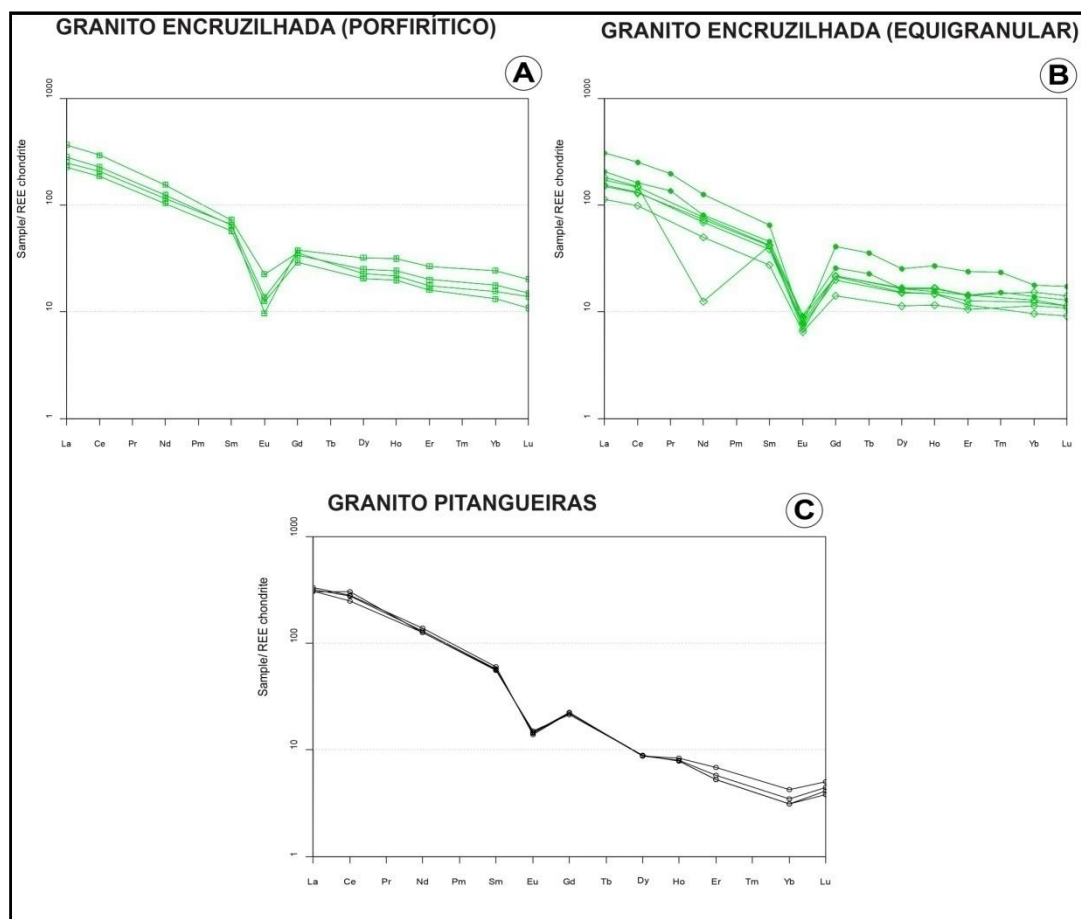 GRANITO ENCRUZILHADA (PORFIRÍTICO)
A
1000
100
10
1
Sample/ REE chondrite
La Ce Pr Nd Pm Sm Eu Gd Tb Dy Ho Er Tm Yb Lu
GRANITO ENCRUZILHADA (EQUIGRANULAR)
B
1000
100
10
1
Sample/ REE chondrite
La Ce Pr Nd Pm Sm Eu Gd Tb Dy Ho Er Tm Yb Lu
GRANITO PITANGUEIRAS
C
1000
100
10
1
Sample/ REE chondrite
La Ce Pr Nd Pm Sm Eu Gd Tb Dy Ho Er Tm Yb Lu